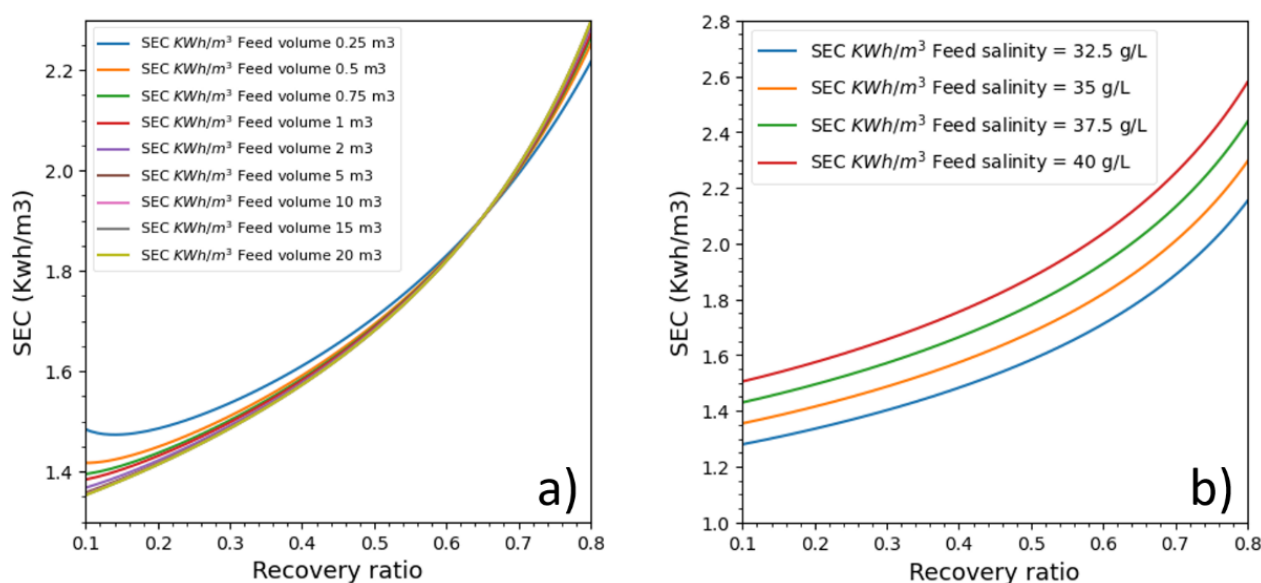 SEC KWh/m³ Feed volume 0.25 m3
SEC KWh/m³ Feed volume 0.5 m3
SEC KWh/m³ Feed volume 0.75 m3
SEC KWh/m³ Feed volume 1 m3
SEC KWh/m³ Feed volume 2 m3
SEC KWh/m³ Feed volume 5 m3
SEC KWh/m³ Feed volume 10 m3
SEC KWh/m³ Feed volume 15 m3
SEC KWh/m³ Feed volume 20 m3
2.2
2.0
1.8
1.6
1.4
SEC (Kwh/m3)
a)
0.1 0.2 0.3 0.4 0.5 0.6 0.7 0.8
Recovery ratio
SEC KWh/m³ Feed salinity = 32.5 g/L
SEC KWh/m³ Feed salinity = 35 g/L
SEC KWh/m³ Feed salinity = 37.5 g/L
SEC KWh/m³ Feed salinity = 40 g/L
2.8
2.6
2.4
2.2
2.0
1.8
1.6
1.4
1.2
1.0
SEC (Kwh/m3)
b)
0.1 0.2 0.3 0.4 0.5 0.6 0.7 0.8
Recovery ratio